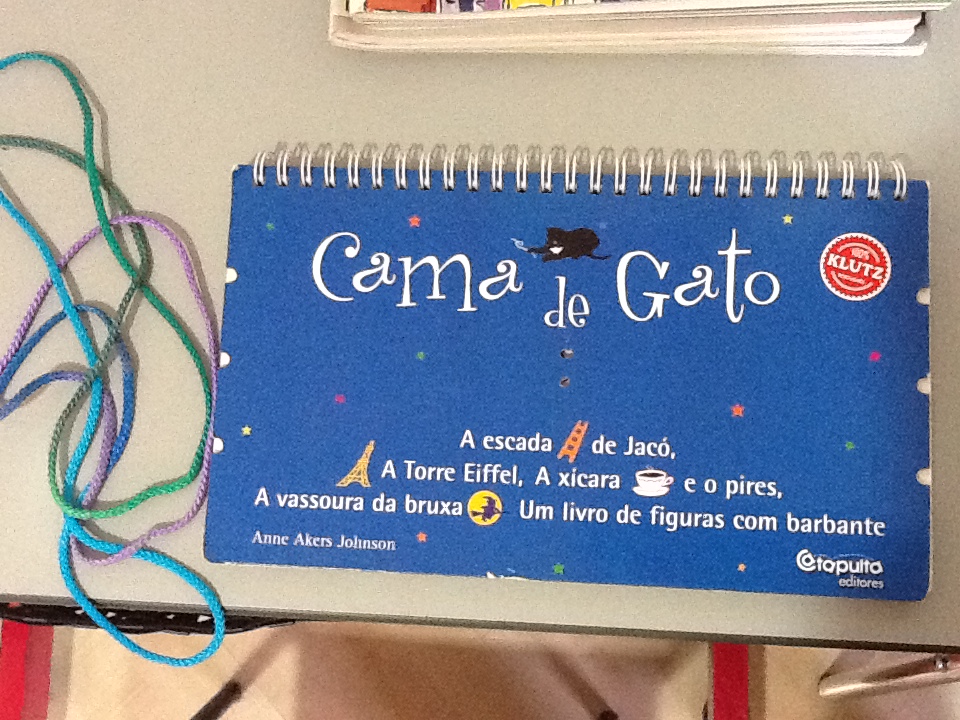 Cama de Gato
100%
KLUTZ
A escada de Jacó,
A Torre Eiffel, A xícara e o pires,
A vassoura da bruxa Um livro de figuras com barbante
Anne Akers Johnson
Catapulta
editores